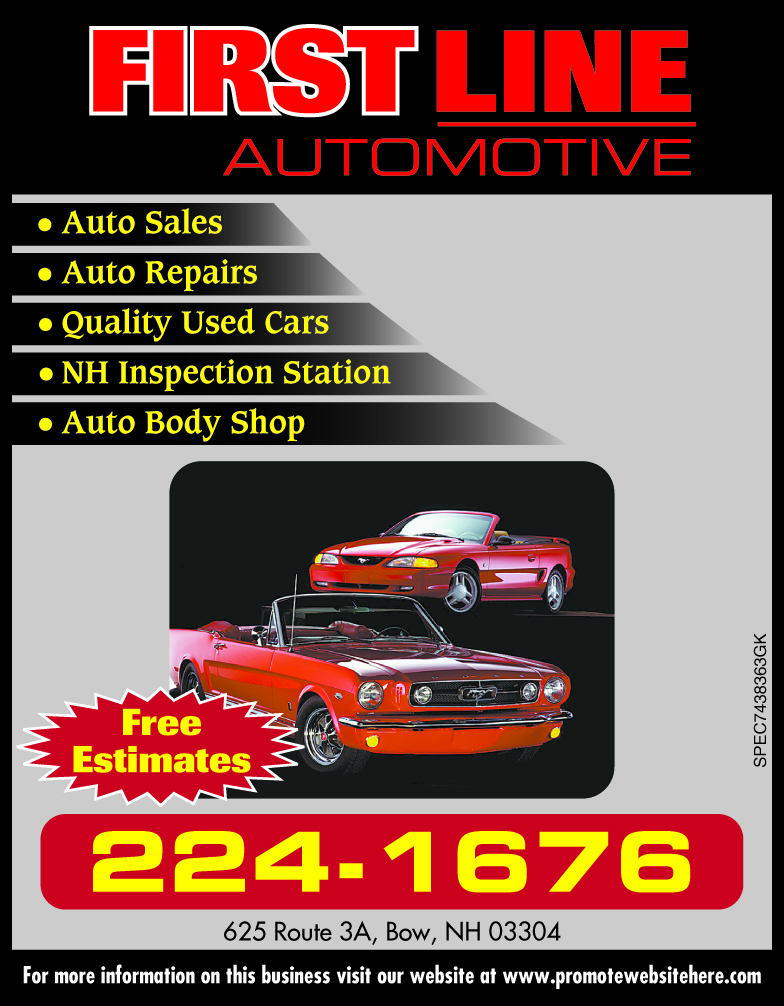 FIRST LINE
AUTOMOTIVE
• Auto Sales
• Auto Repairs
• Quality Used Cars
• NH Inspection Station
• Auto Body Shop
Free
Estimates
SPEC7438363GK
224-1676
625 Route 3A, Bow, NH 03304
For more information on this business visit our website at www.promotewebsitehere.com